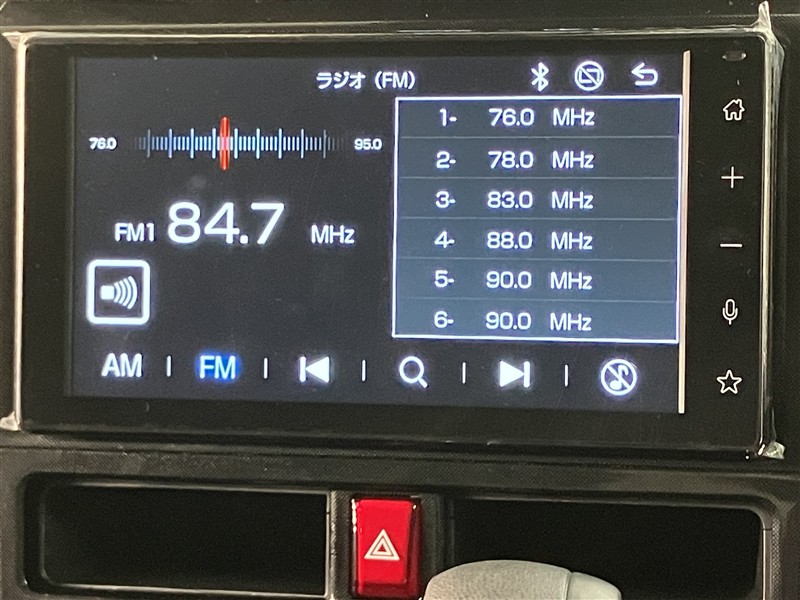 ラジオ（FM）
76.0 95.0
FM1 84.7 MHz
1- 76.0 MHz
2- 78.0 MHz
3- 83.0 MHz
4- 88.0 MHz
5- 90.0 MHz
6- 90.0 MHz
AM FM